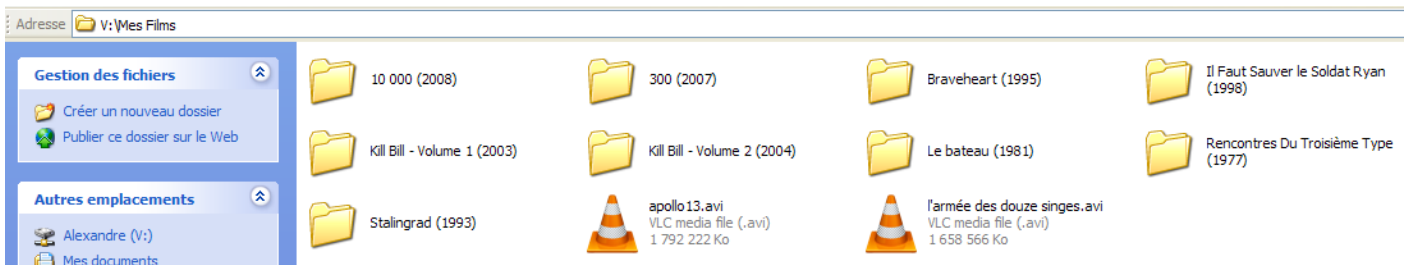 Adresse V:\Mes Films
Gestion des fichiers
Créer un nouveau dossier
Publier ce dossier sur le Web
Autres emplacements
Alexandre (V:)
Mes documents
10 000 (2008)
300 (2007)
Braveheart (1995)
Il Faut Sauver le Soldat Ryan
(1998)
Kill Bill - Volume 1 (2003)
Kill Bill - Volume 2 (2004)
Le bateau (1981)
Rencontres Du Troisième Type
(1977)
Stalingrad (1993)
apollo13.avi
VLC media file (.avi)
1 792 222 Ko
l'armée des douze singes.avi
VLC media file (.avi)
1 658 566 Ko